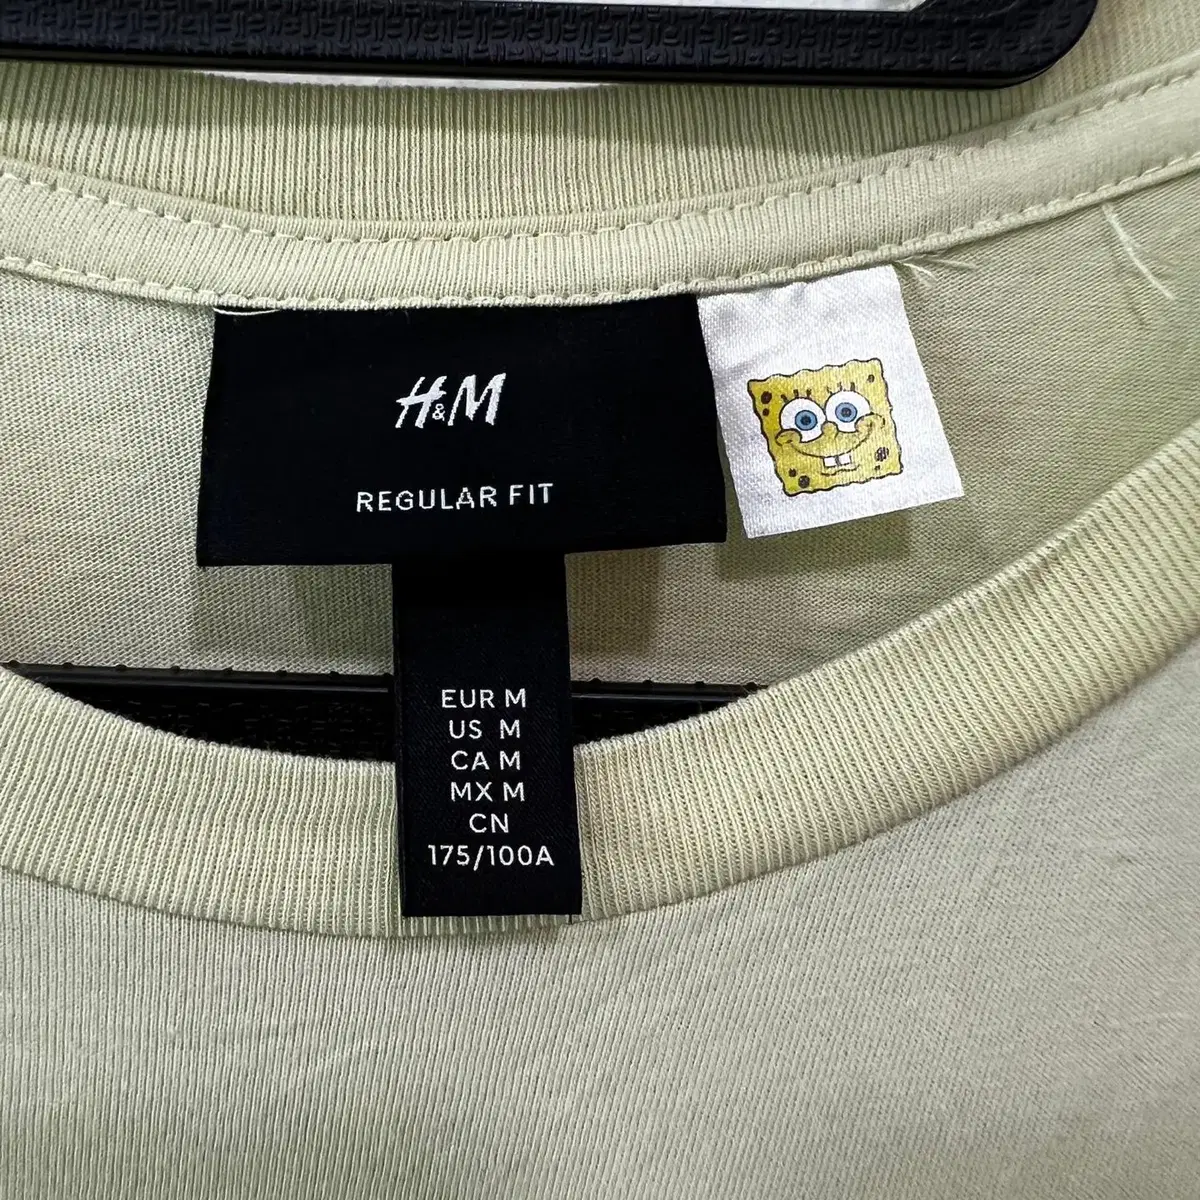 H&M
REGULAR FIT
EUR M
US M
CA M
MX M
CN
175/100A